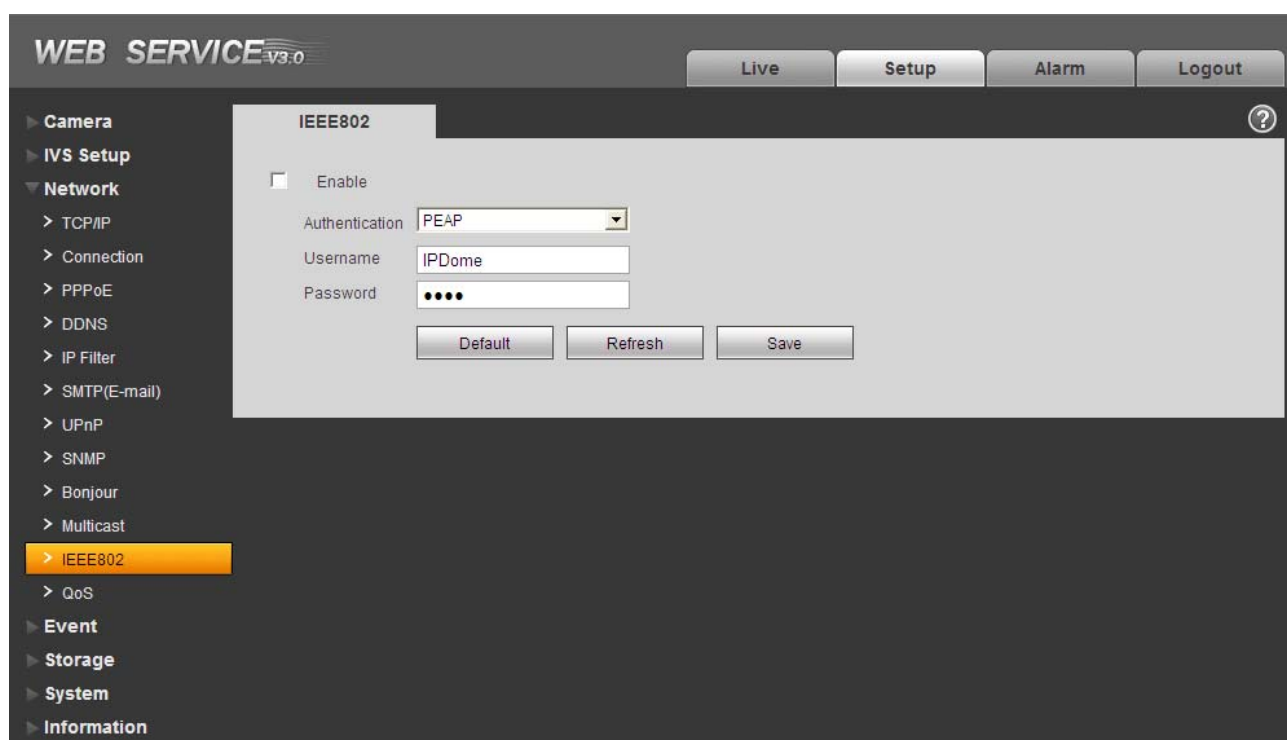 WEB SERVICE V3.0
Live Setup Alarm Logout
Camera
IVS Setup
Network
> TCP/IP
> Connection
> PPPoE
> DDNS
> IP Filter
> SMTP(E-mail)
> UPnP
> SNMP
> Bonjour
> Multicast
> IEEE802
> QoS
Event
Storage
System
Information
IEEE802
?
Enable
Authentication PEAP
Username IPDome
Password ●●●●
Default Refresh Save